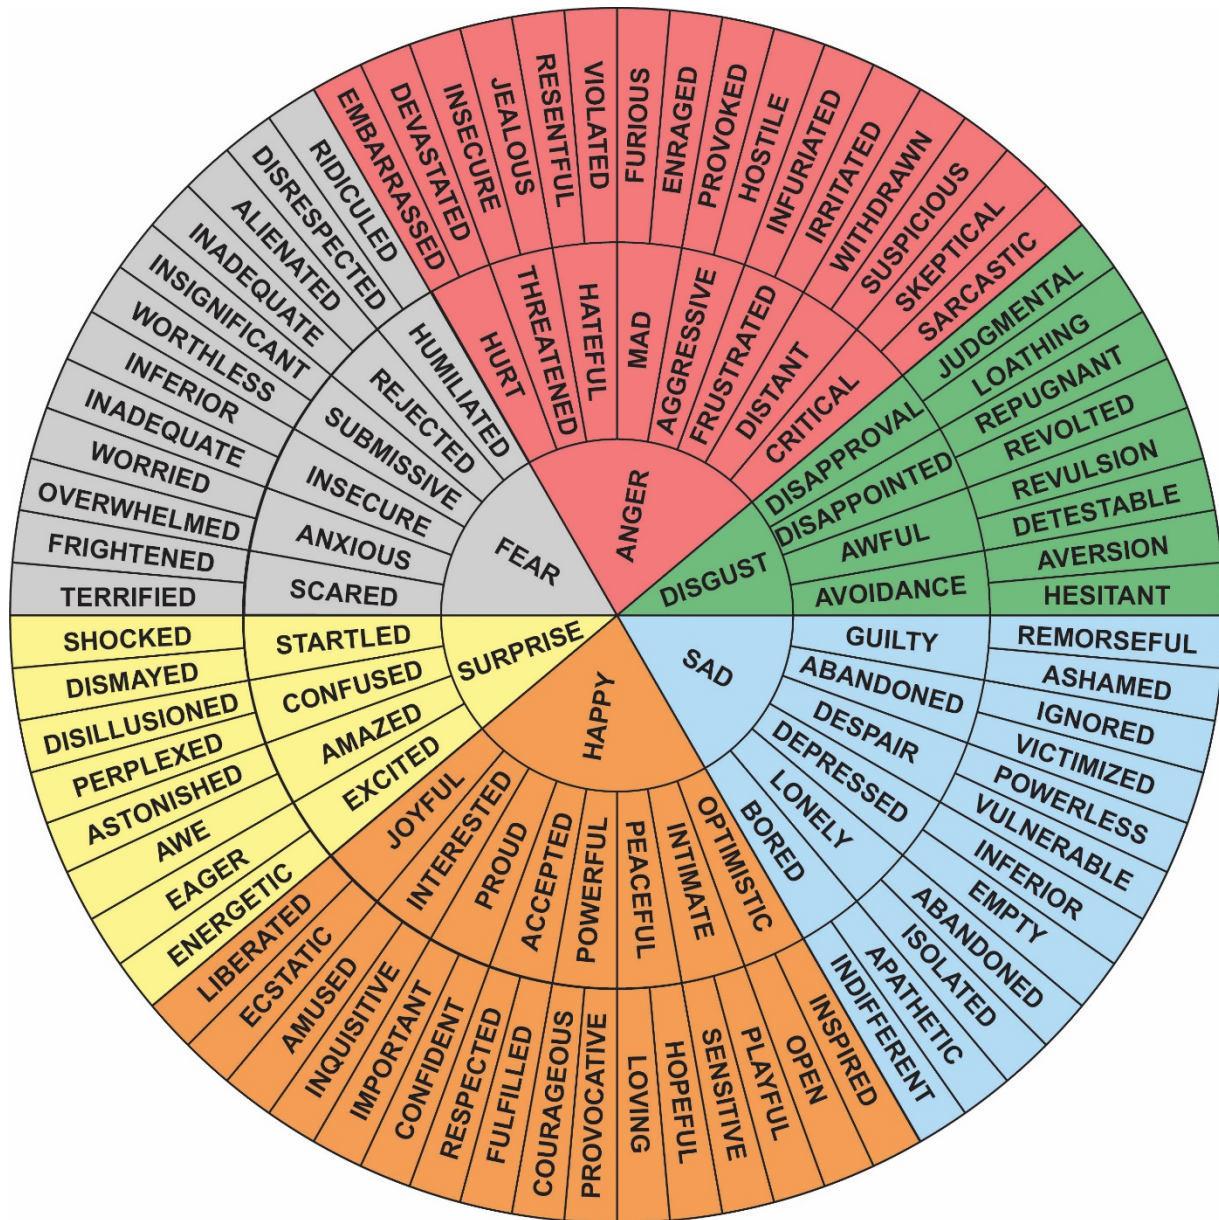 ANGER
HURT
THREATENED
HATEFUL
MAD
AGGRESSIVE
FRUSTRATED
DISTANT
CRITICAL
EMBARRASSED
DEVASTATED
INSECURE
JEALOUS
RESENTFUL
VIOLATED
FURIOUS
ENRAGED
PROVOKED
HOSTILE
INFURIATED
IRRITATED
WITHDRAWN
SUSPICIOUS
SKEPTICAL
SARCASTIC
DISGUST
DISAPPROVAL
DISAPPOINTED
AWFUL
AVOIDANCE
JUDGMENTAL
LOATHING
REPUGNANT
REVOLTED
REVULSION
DETESTABLE
AVERSION
HESITANT
SAD
GUILTY
ABANDONED
DESPAIR
DEPRESSED
LONELY
BORED
REMORSEFUL
ASHAMED
IGNORED
VICTIMIZED
POWERLESS
VULNERABLE
INFERIOR
EMPTY
ABANDONED
ISOLATED
APATHETIC
INDIFFERENT
HAPPY
OPTIMISTIC
INTIMATE
PEACEFUL
POWERFUL
ACCEPTED
PROUD
INTERESTED
JOYFUL
INSPIRED
OPEN
PLAYFUL
SENSITIVE
HOPEFUL
LOVING
PROVOCATIVE
COURAGEOUS
FULFILLED
RESPECTED
CONFIDENT
IMPORTANT
INQUISITIVE
AMUSED
ECSTATIC
LIBERATED
SURPRISE
EXCITED
AMAZED
CONFUSED
STARTLED
ENERGETIC
EAGER
AWE
ASTONISHED
PERPLEXED
DISILLUSIONED
DISMAYED
SHOCKED
FEAR
SCARED
ANXIOUS
INSECURE
SUBMISSIVE
REJECTED
HUMILIATED
TERRIFIED
FRIGHTENED
OVERWHELMED
WORRIED
INADEQUATE
INFERIOR
WORTHLESS
INSIGNIFICANT
INADEQUATE
ALIENATED
DISRESPECTED
RIDICULED